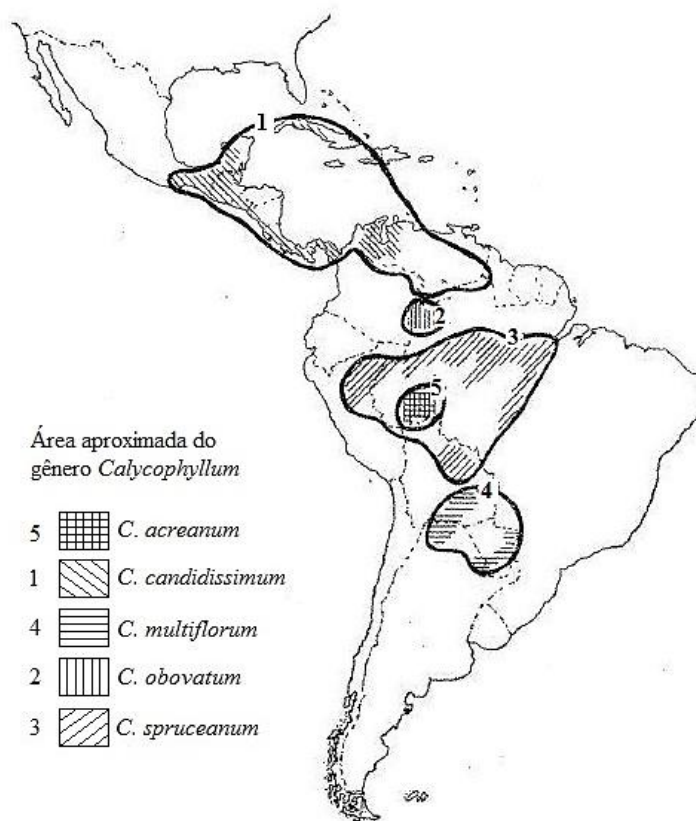 1
2
3
5
4
Área aproximada do
gênero Calycophyllum
5 C. acreanum
1 C. candidissimum
4 C. multiflorum
2 C. obovatum
3 C. spruceanum